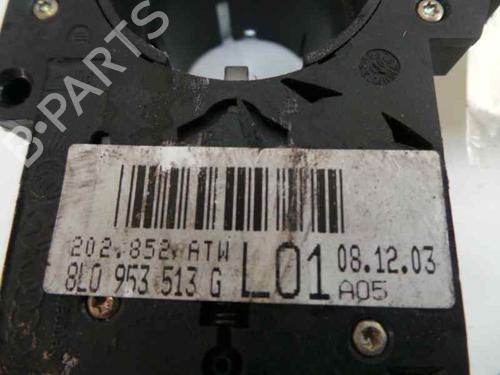 B-PARTS
202.852 ATW
8L0 953 513 G L01 08.12.03
A05